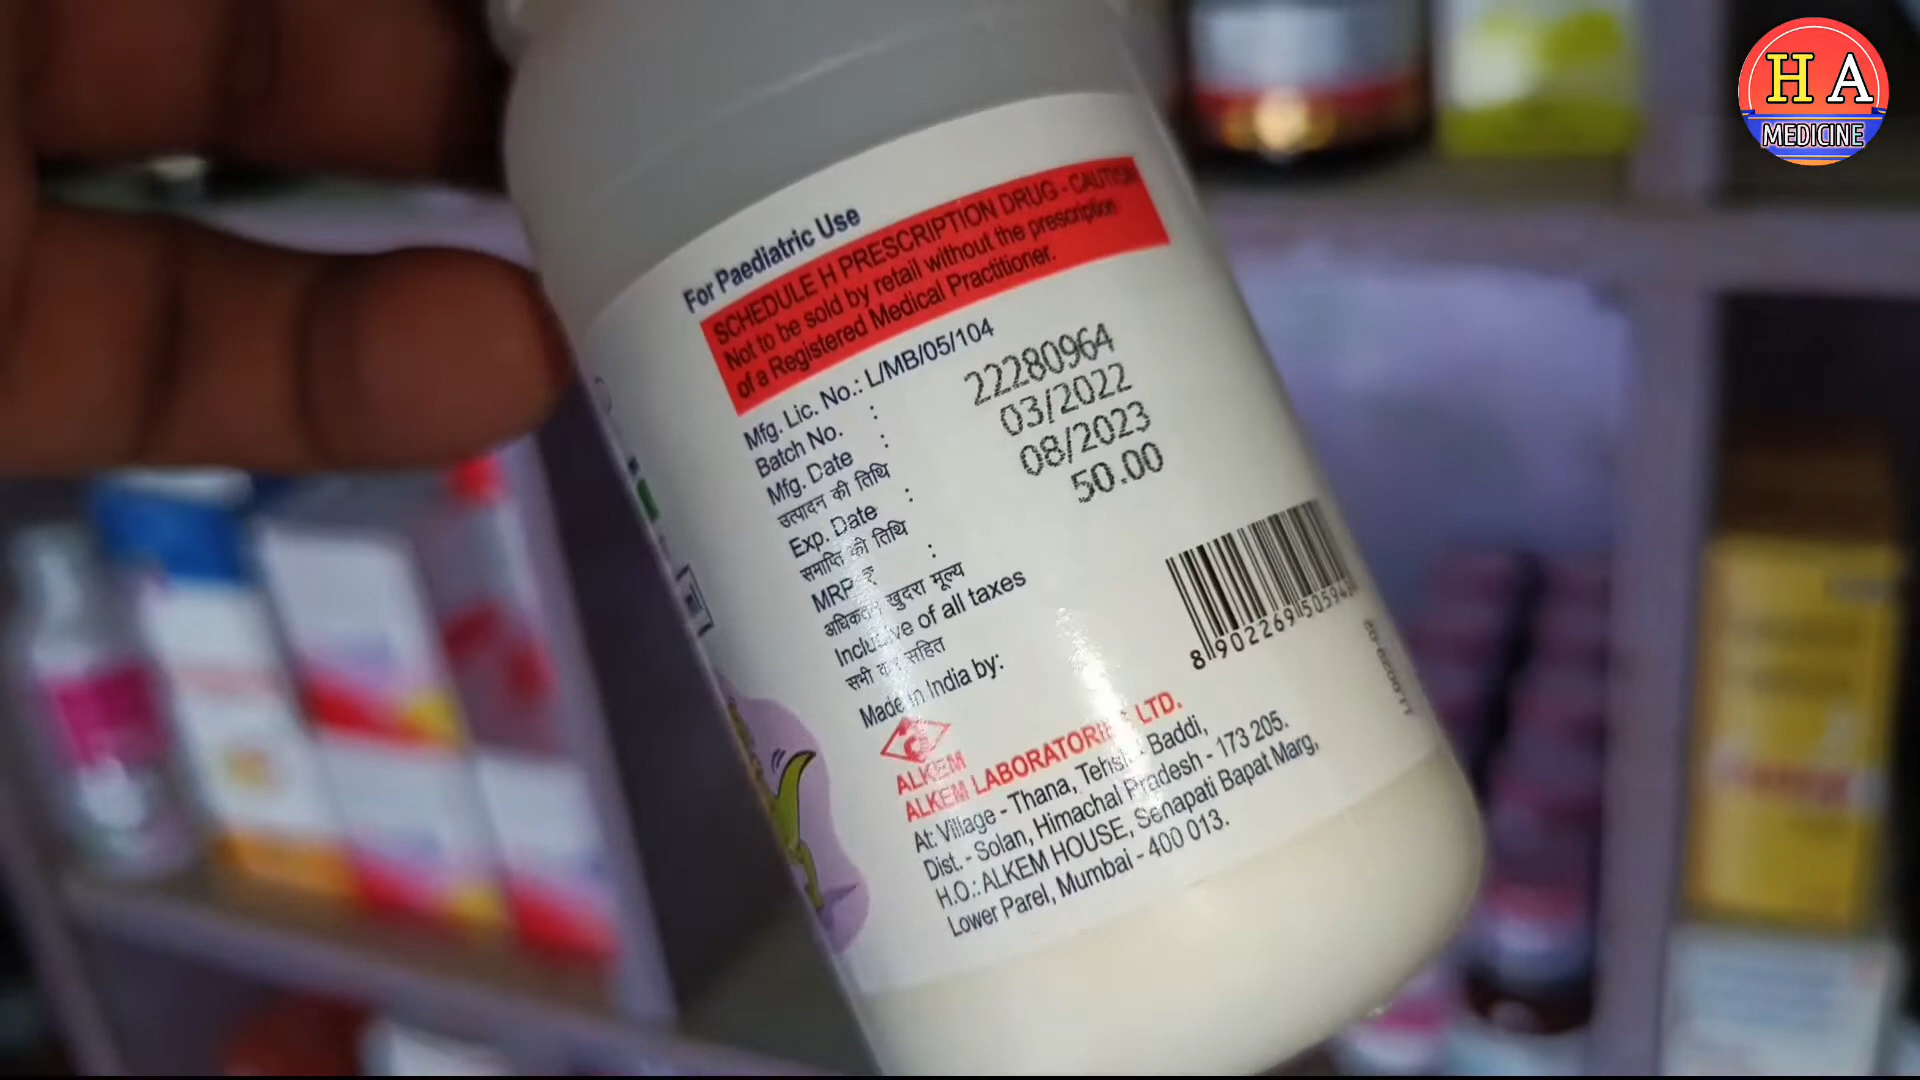 H A
MEDICINE
For Paediatric Use
SCHEDULE H PRESCRIPTION DRUG - CAUTION
Not to be sold by retail without the prescription
of a Registered Medical Practitioner.
Mfg. Lic. No.: L/MB/05/104
Batch No. : 22280964
Mfg. Date : 03/2022
उत्पादन की तिथि
Exp. Date : 08/2023
समाप्ति की तिथि
MRP ₹ : 50.00
अधिकतम खुदरा मूल्य
Inclusive of all taxes
सभी कर सहित
Made in India by:
ALKEM
ALKEM LABORATORIES LTD.
At: Village - Thana, Tehsil - Baddi,
Dist. - Solan, Himachal Pradesh - 173 205.
H.O.: ALKEM HOUSE, Senapati Bapat Marg,
Lower Parel, Mumbai - 400 013.